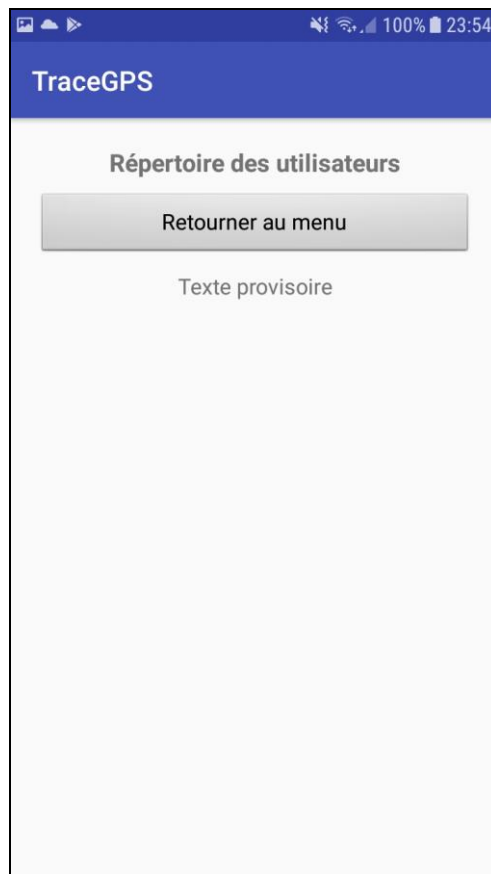 100% 23:54
TraceGPS
Répertoire des utilisateurs
Retourner au menu
Texte provisoire